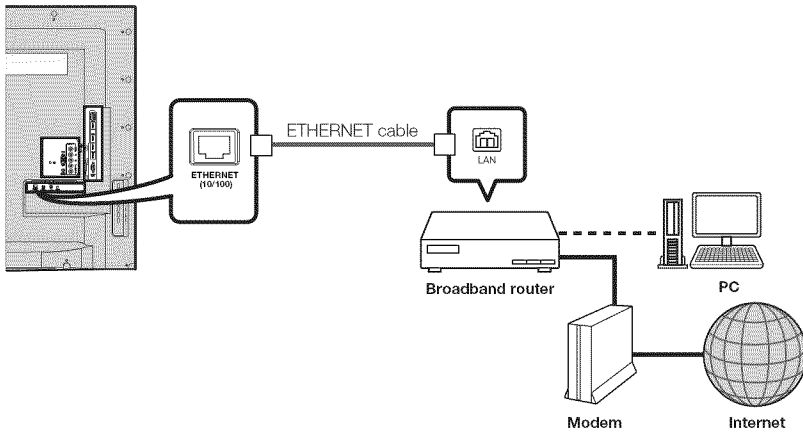 ETHERNET cable
ETHERNET
(10/100)
LAN
Broadband router
PC
Modem
Internet